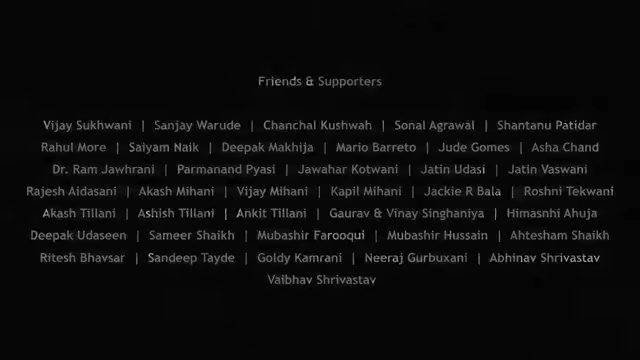 Friends & Supporters
Vijay Sukhwani | Sanjay Warude | Chanchal Kushwah | Sonal Agrawal | Shantanu Patidar
Rahul More | Saiyam Naik | Deepak Makhija | Mario Barreto | Jude Gomes | Asha Chand
Dr. Ram Jawhrani | Parmanand Pyasi | Jawahar Kotwani | Jatin Udasi | Jatin Vaswani
Rajesh Aidasani | Akash Mihani | Vijay Mihani | Kapil Mihani | Jackie R Bala | Roshni Tekwani
Akash Tillani | Ashish Tillani | Ankit Tillani | Gaurav & Vinay Singhaniya | Himasnhi Ahuja
Deepak Udaseen | Sameer Shaikh | Mubashir Farooqui | Mubashir Hussain | Ahtesham Shaikh
Ritesh Bhavsar | Sandeep Tayde | Goldy Kamrani | Neeraj Gurbuxani | Abhinav Shrivastav
Vaibhav Shrivastav